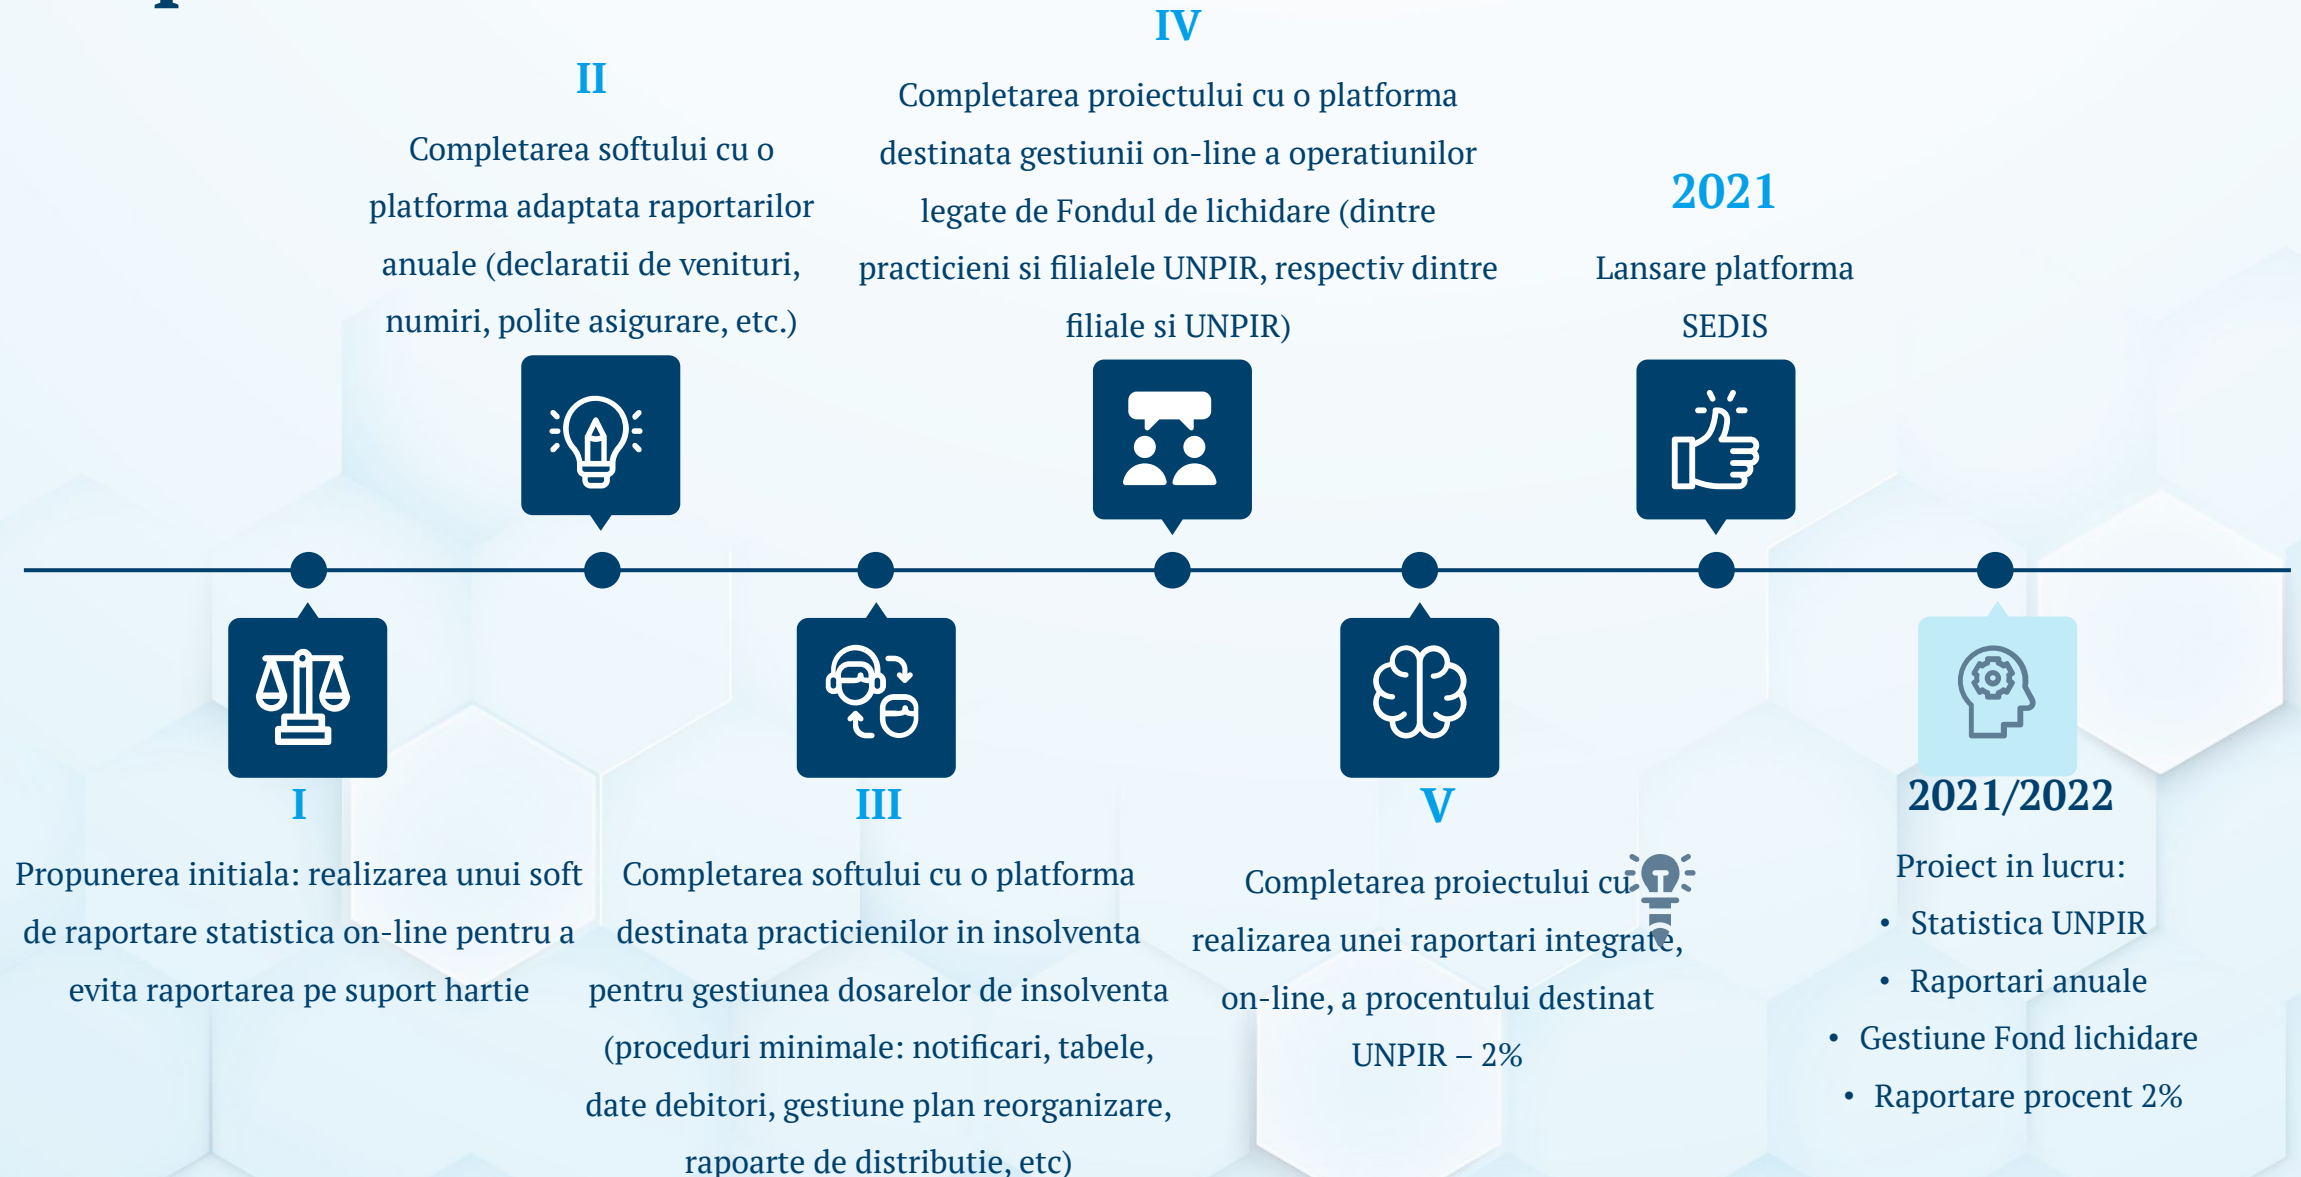 I
Propunerea initiala: realizarea unui soft
de raportare statistica on-line pentru a
evita raportarea pe suport hartie
II
Completarea softului cu o
platforma adaptata raportarilor
anuale (declaratii de venituri,
numiri, polite asigurare, etc.)
III
Completarea softului cu o platforma
destinata practicienilor in insolventa
pentru gestiunea dosarelor de insolventa
(proceduri minimale: notificari, tabele,
date debitori, gestiune plan reorganizare,
rapoarte de distributie, etc)
IV
Completarea proiectului cu o platforma
destinata gestiunii on-line a operatiunilor
legate de Fondul de lichidare (dintre
practicieni si filialele UNPIR, respectiv dintre
filiale si UNPIR)
V
Completarea proiectului cu
realizarea unei raportari integrate,
on-line, a procentului destinat
UNPIR – 2%
2021
Lansare platforma
SEDIS
2021/2022
Proiect in lucru:
• Statistica UNPIR
• Raportari anuale
• Gestiune Fond lichidare
• Raportare procent 2%